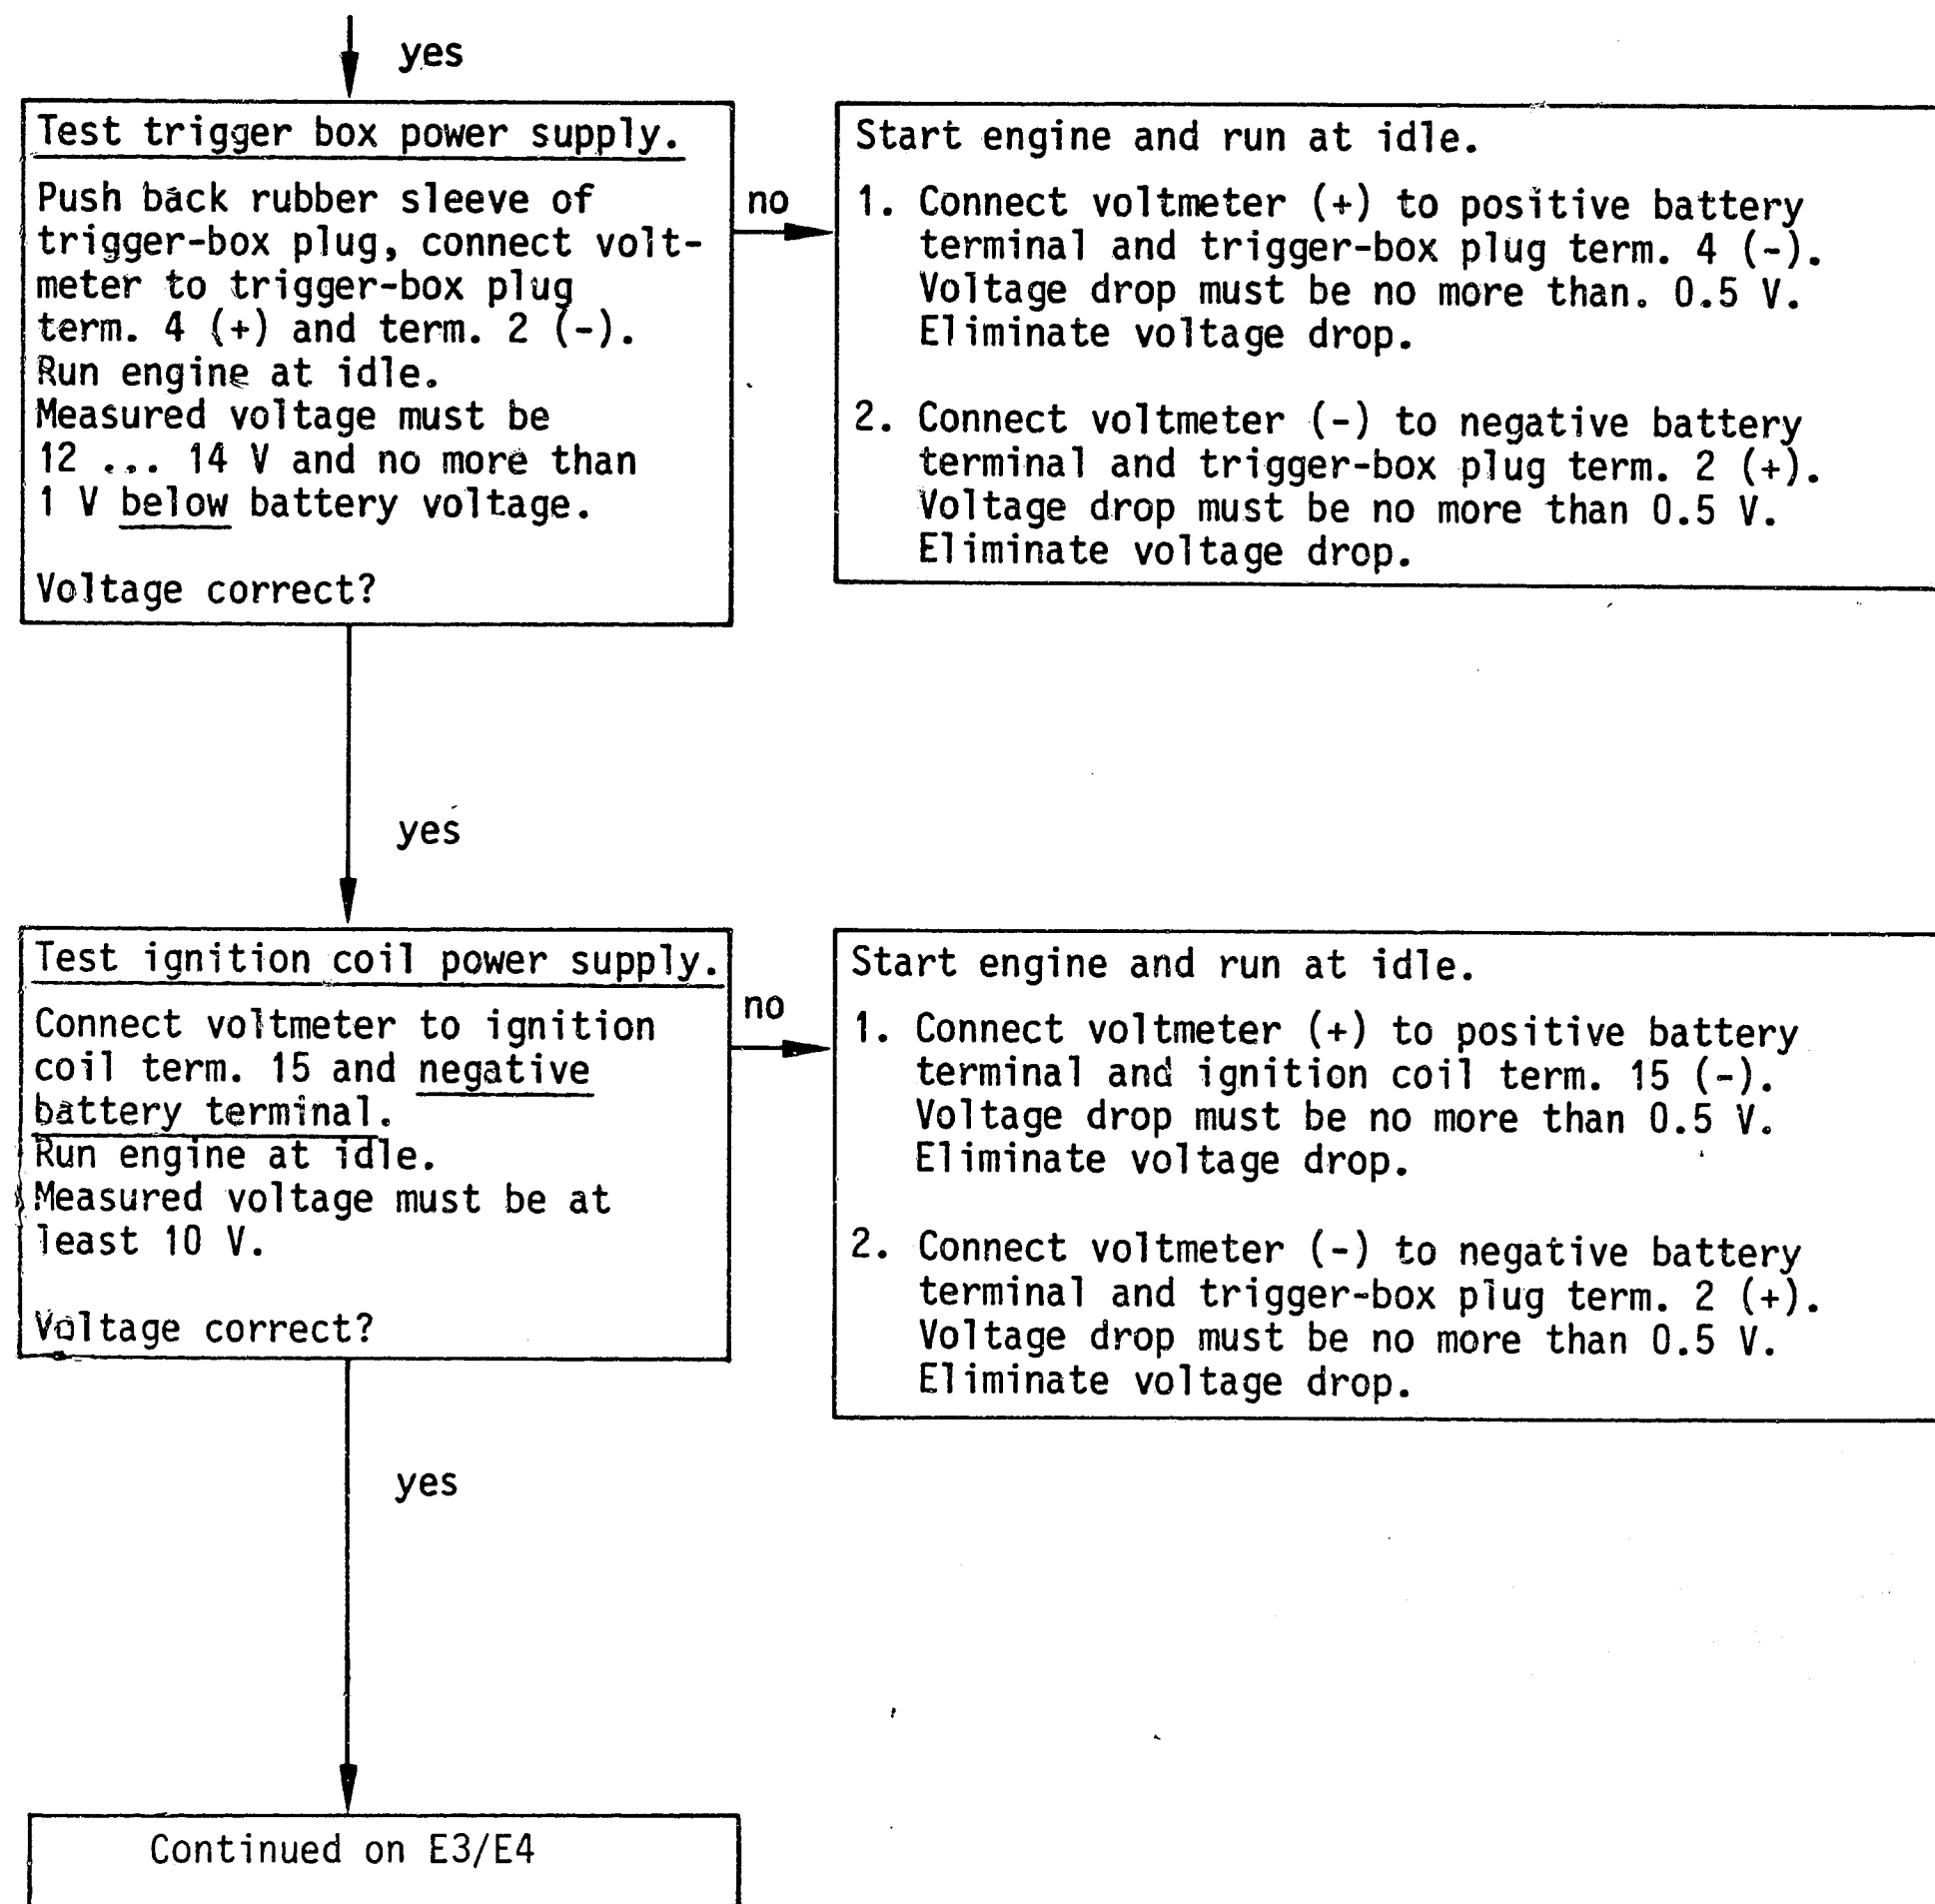 yes
Test trigger box power supply.
Push back rubber sleeve of
trigger-box plug, connect volt-
meter to trigger-box plug
term. 4 (+) and term. 2 (-).
Run engine at idle.
Measured voltage must be
12 ... 14 V and no more than
1 V below battery voltage.
Voltage correct?
no
Start engine and run at idle.
1. Connect voltmeter (+) to positive battery
terminal and trigger-box plug term. 4 (-).
Voltage drop must be no more than. 0.5 V.
Eliminate voltage drop.
2. Connect voltmeter (-) to negative battery
terminal and trigger-box plug term. 2 (+).
Voltage drop must be no more than 0.5 V.
Eliminate voltage drop.
yes
Test ignition coil power supply.
Connect voltmeter to ignition
coil term. 15 and negative
battery terminal.
Run engine at idle.
Measured voltage must be at
least 10 V.
Voltage correct?
no
Start engine and run at idle.
1. Connect voltmeter (+) to positive battery
terminal and ignition coil term. 15 (-).
Voltage drop must be no more than 0.5 V.
Eliminate voltage drop.
2. Connect voltmeter (-) to negative battery
terminal and trigger-box plug term. 2 (+).
Voltage drop must be no more than 0.5 V.
Eliminate voltage drop.
yes
Continued on E3/E4